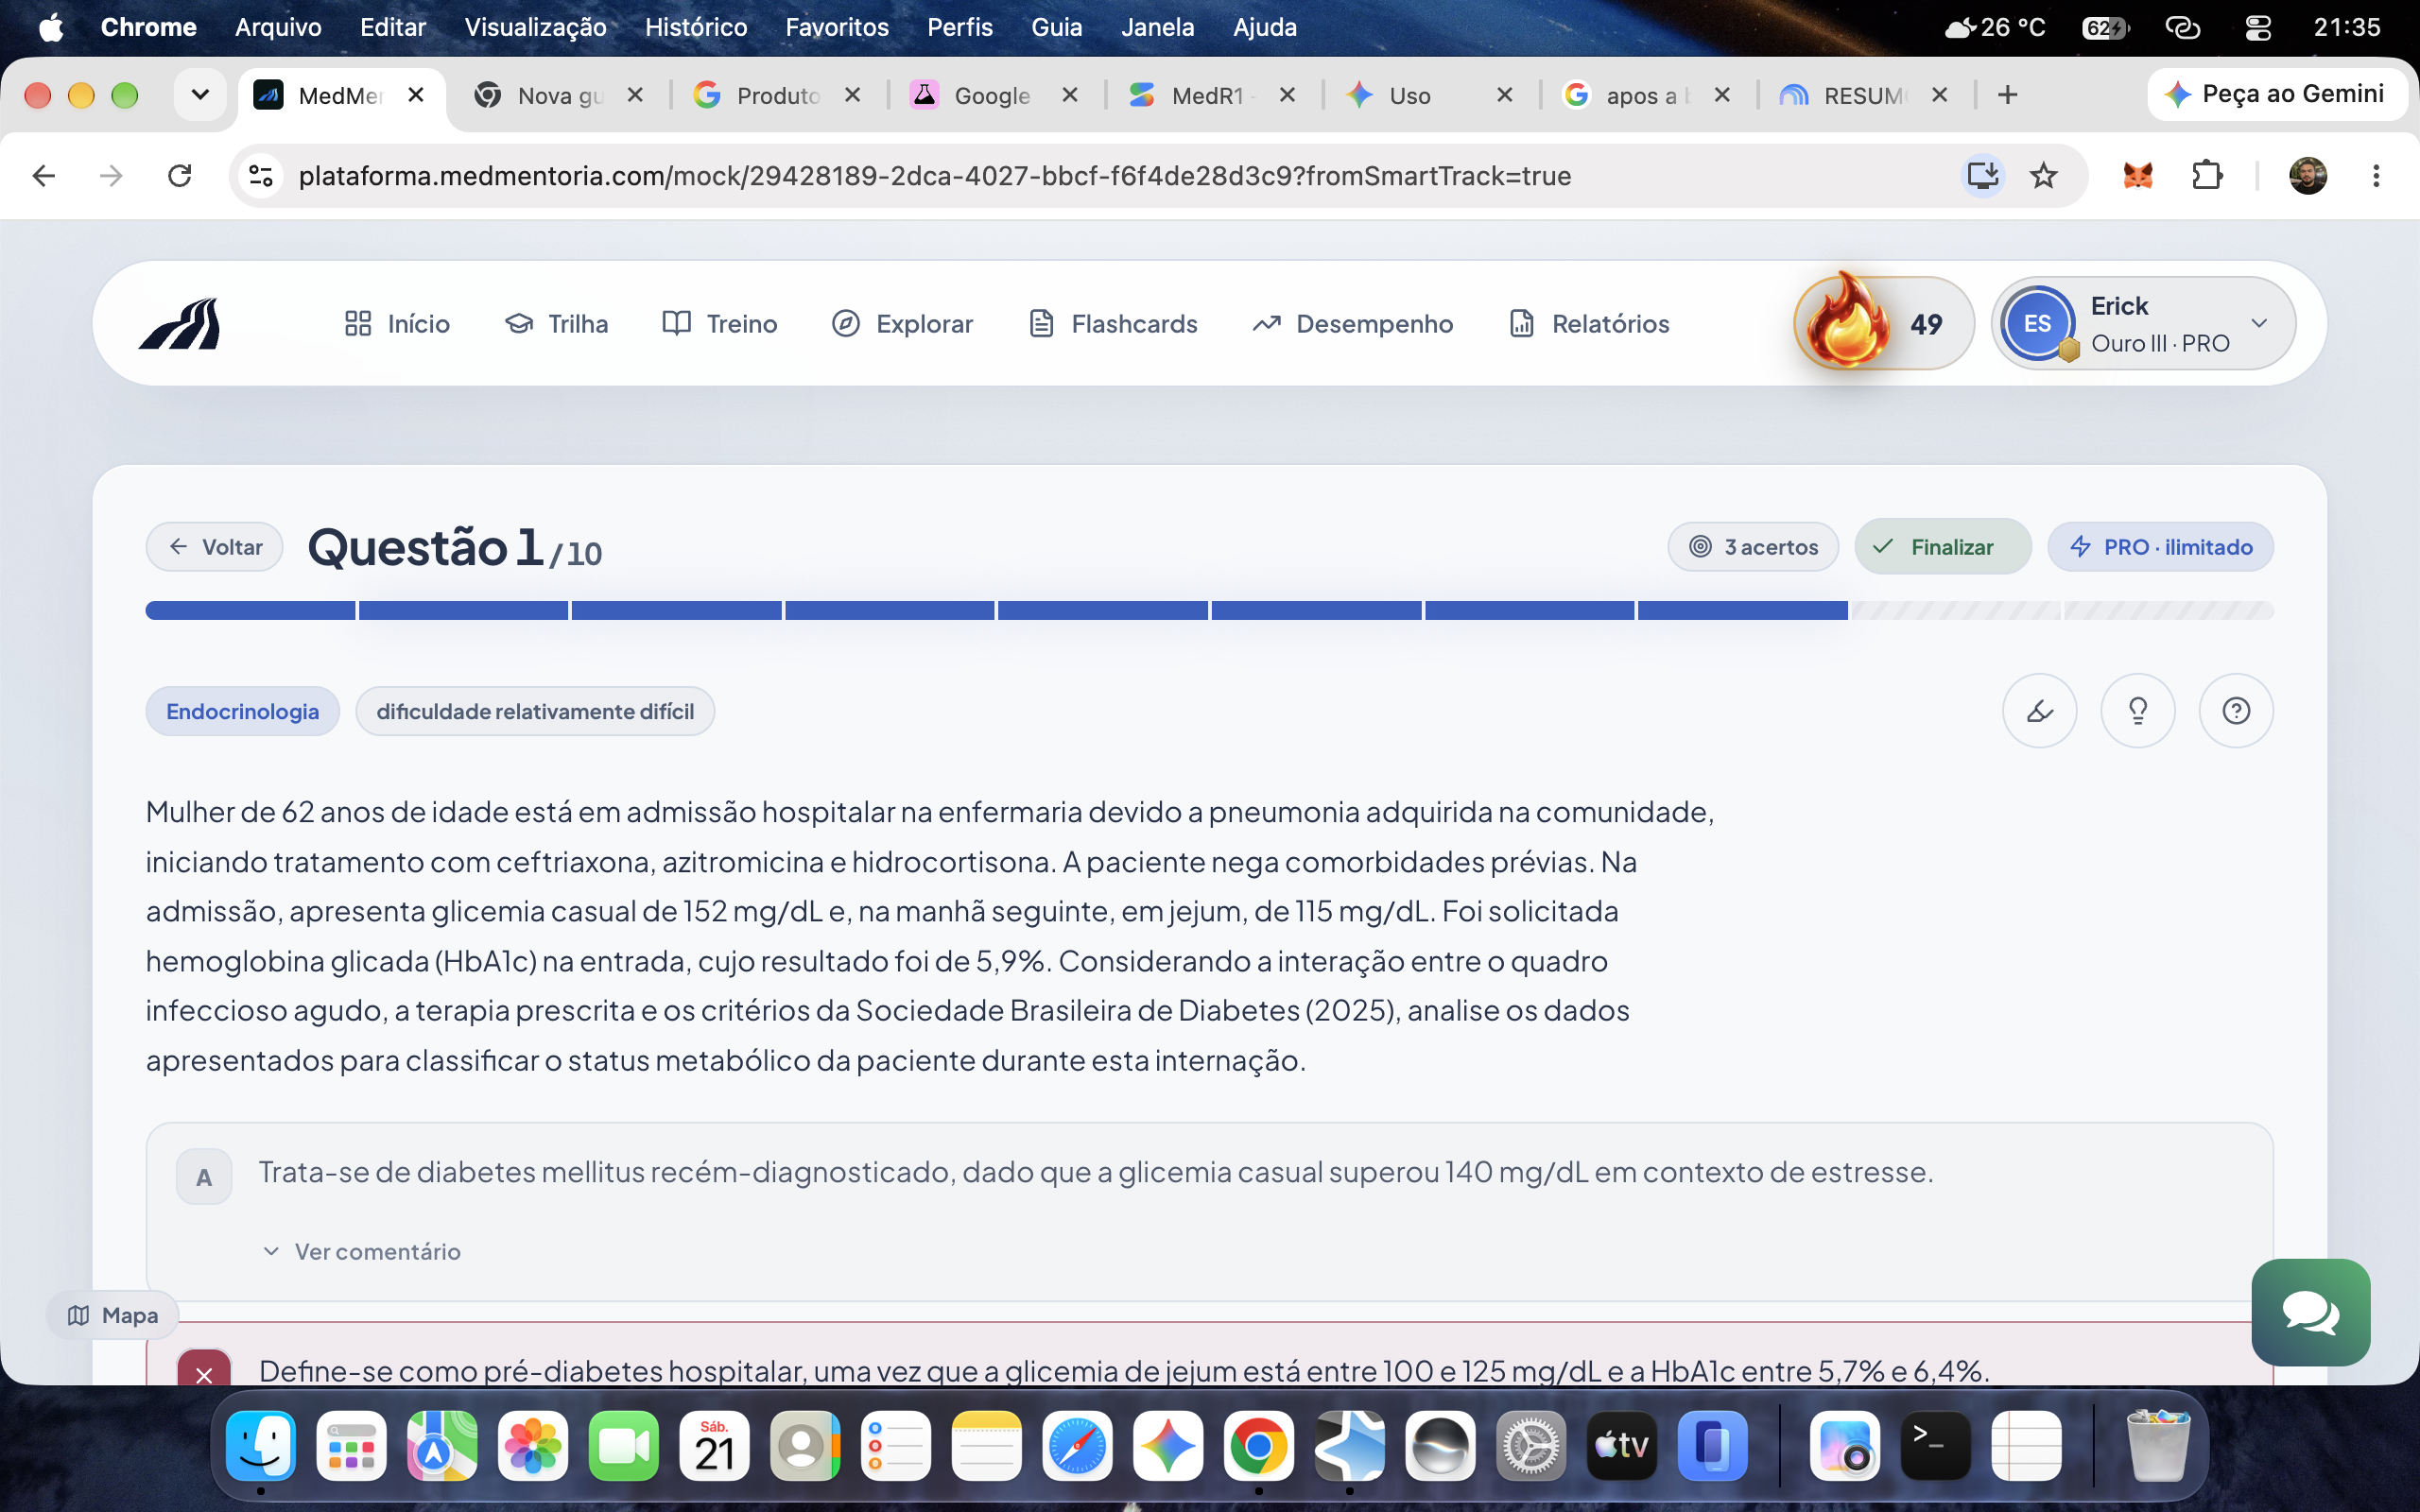 Chrome Arquivo Editar Visualização Histórico Favoritos Perfis Guia Janela Ajuda 26 °C 62 21:35
MedMer Nova gu Produto Google MedR1 - Uso apos a b RESUM Peça ao Gemini
plataforma.medmentoria.com/mock/29428189-2dca-4027-bbcf-f6f4de28d3c9?fromSmartTrack=true
Início Trilha Treino Explorar Flashcards Desempenho Relatórios 49 ES Erick
Ouro III · PRO
Voltar Questão 1/10 3 acertos Finalizar PRO · ilimitado
Endocrinologia dificuldade relativamente difícil
Mulher de 62 anos de idade está em admissão hospitalar na enfermaria devido a pneumonia adquirida na comunidade,
iniciando tratamento com ceftriaxona, azitromicina e hidrocortisona. A paciente nega comorbidades prévias. Na
admissão, apresenta glicemia casual de 152 mg/dL e, na manhã seguinte, em jejum, de 115 mg/dL. Foi solicitada
hemoglobina glicada (HbA1c) na entrada, cujo resultado foi de 5,9%. Considerando a interação entre o quadro
infeccioso agudo, a terapia prescrita e os critérios da Sociedade Brasileira de Diabetes (2025), analise os dados
apresentados para classificar o status metabólico da paciente durante esta internação.
A Trata-se de diabetes mellitus recém-diagnosticado, dado que a glicemia casual superou 140 mg/dL em contexto de estresse.
Ver comentário
Mapa
Define-se como pré-diabetes hospitalar, uma vez que a glicemia de jejum está entre 100 e 125 mg/dL e a HbA1c entre 5,7% e 6,4%.
Sáb.
21
tv